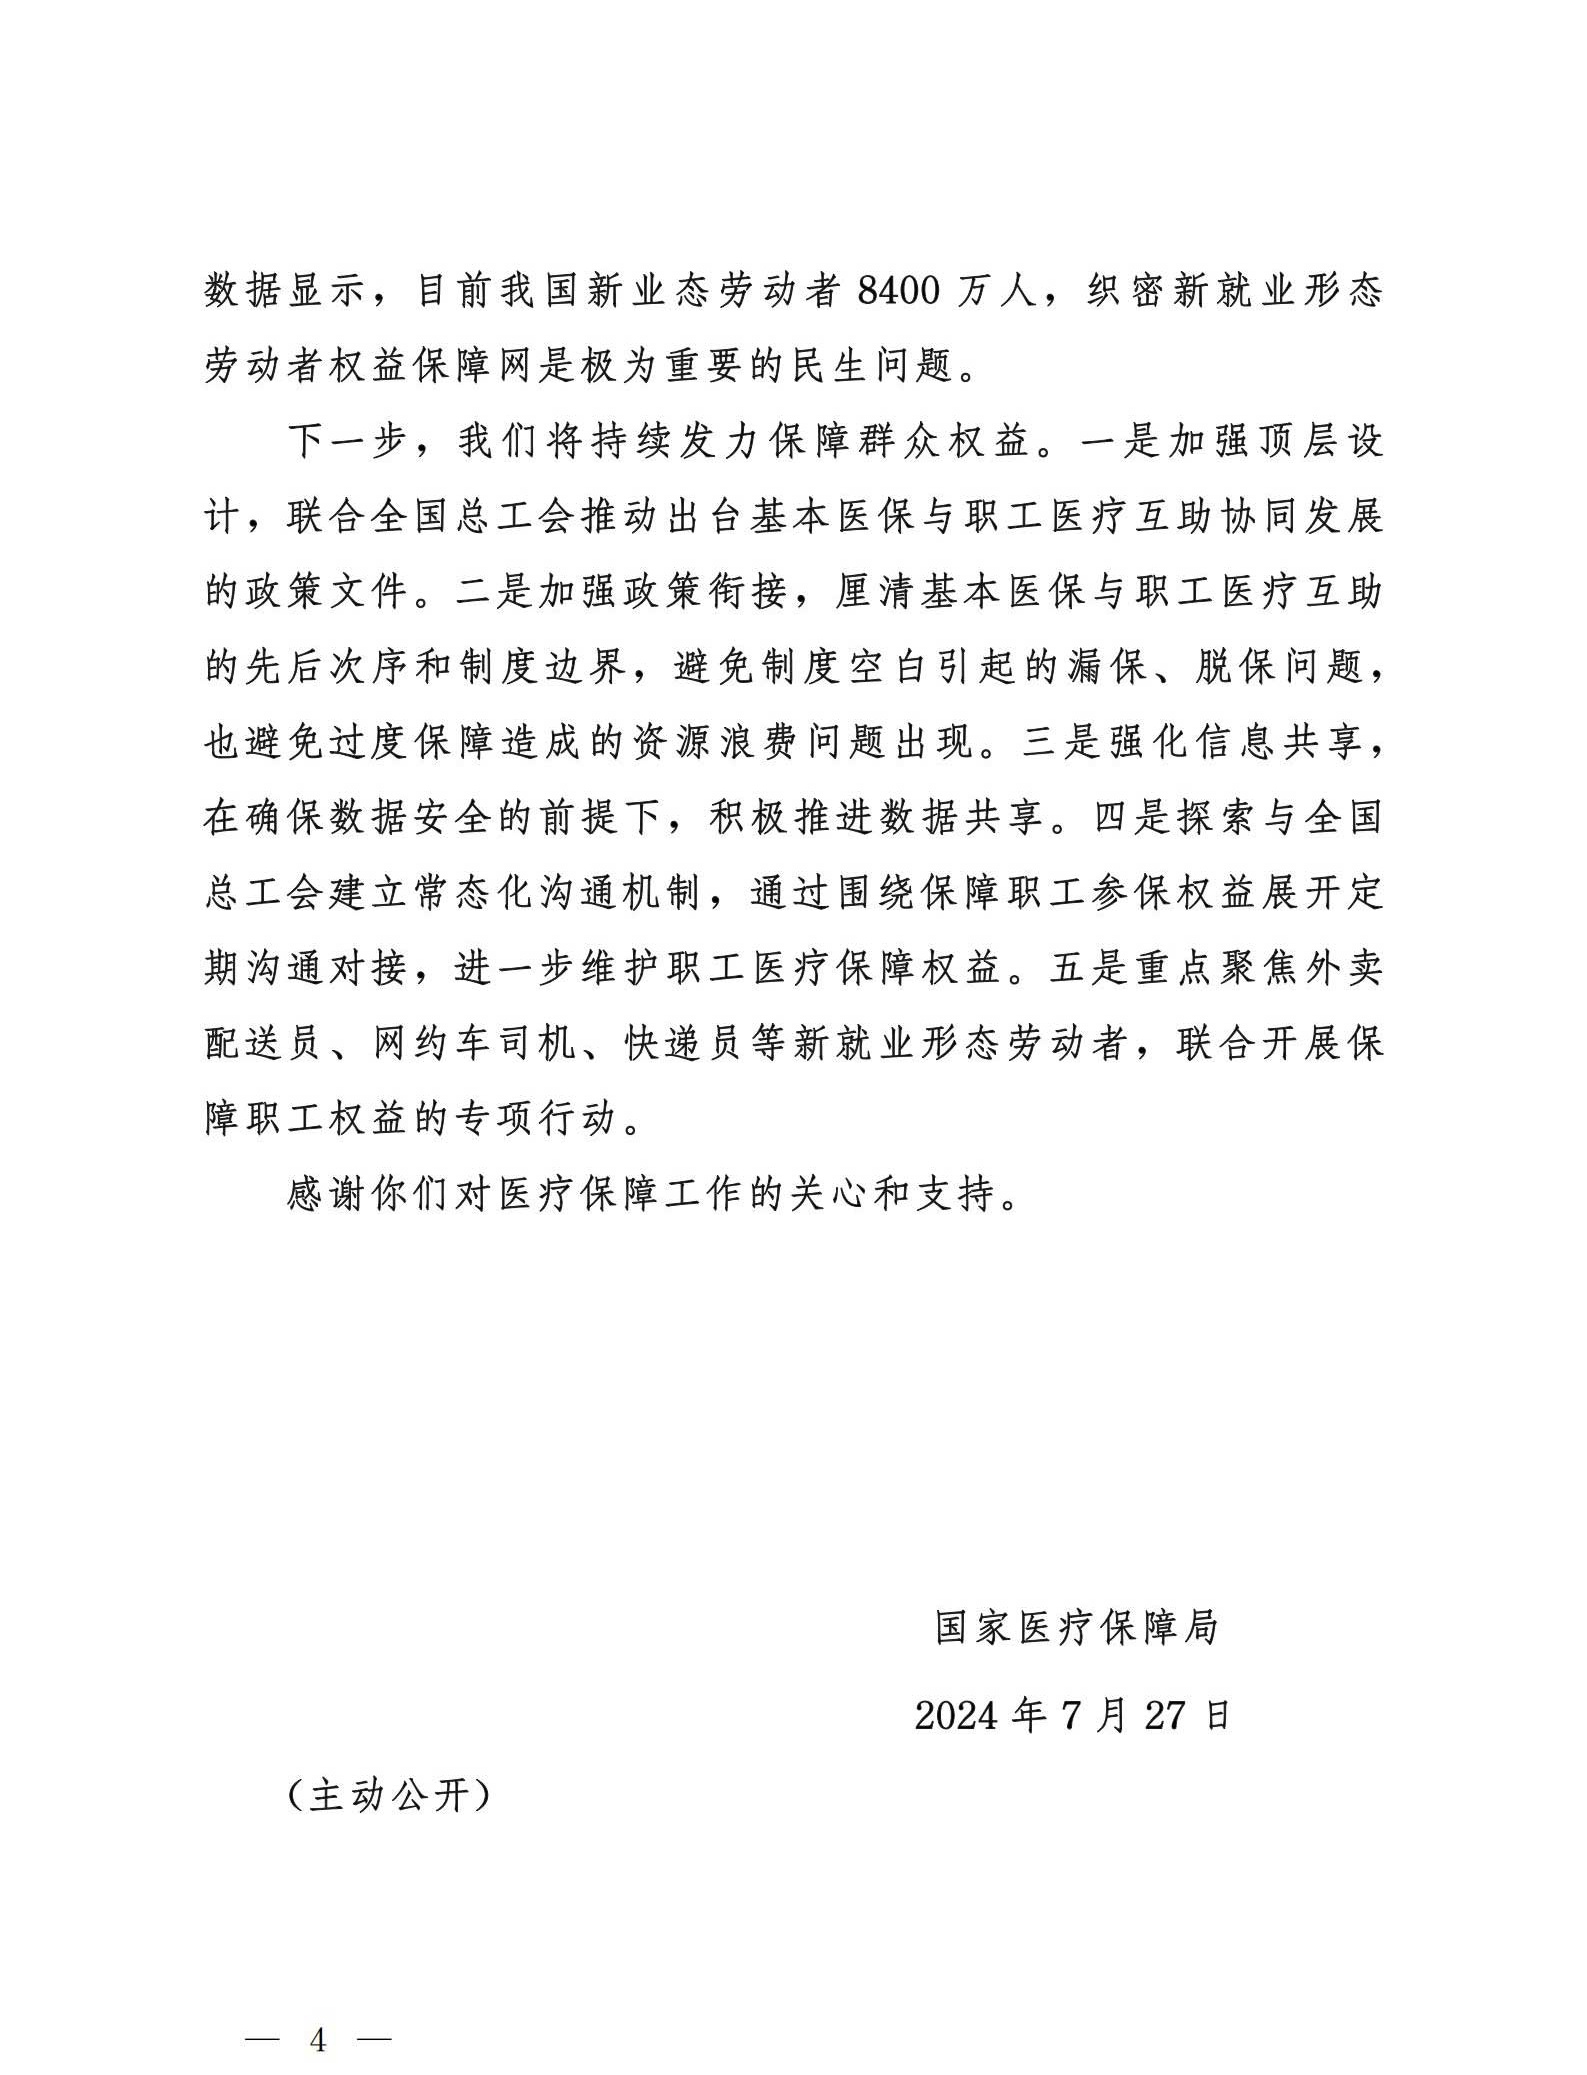 数据显示，目前我国新业态劳动者 8400 万人，织密新就业形态
劳动者权益保障网是极为重要的民生问题。
下一步，我们将持续发力保障群众权益。一是加强顶层设
计，联合全国总工会推动出台基本医保与职工医疗互助协同发展
的政策文件。二是加强政策衔接，厘清基本医保与职工医疗互助
的先后次序和制度边界，避免制度空白引起的漏保、脱保问题，
也避免过度保障造成的资源浪费问题出现。三是强化信息共享，
在确保数据安全的前提下，积极推进数据共享。四是探索与全国
总工会建立常态化沟通机制，通过围绕保障职工参保权益展开定
期沟通对接，进一步维护职工医疗保障权益。五是重点聚焦外卖
配送员、网约车司机、快递员等新就业形态劳动者，联合开展保
障职工权益的专项行动。
感谢你们对医疗保障工作的关心和支持。
国家医疗保障局
2024 年 7 月 27 日
（主动公开）
— 4 —